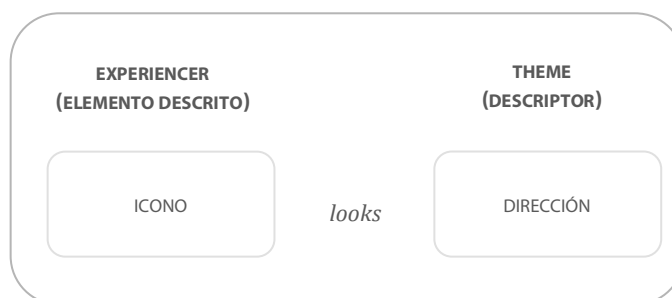 EXPERIENCER
(ELEMENTO DESCRITO)
THEME
(DESCRIPTOR)
ICONO
looks
DIRECCIÓN